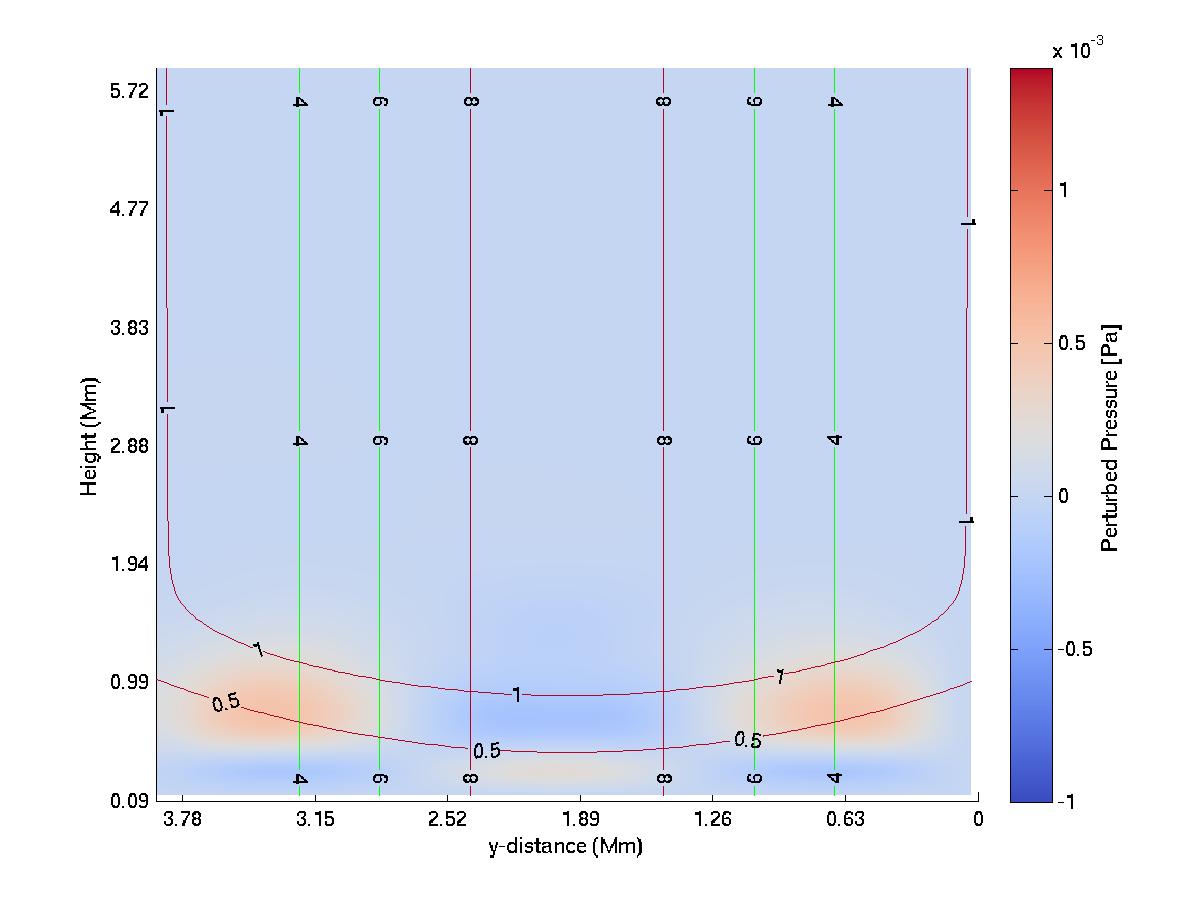 x 10-3
5.72
4.77
3.83
2.88
1.94
0.99
0.09
Height (Mm)
3.78 3.15 2.52 1.89 1.26 0.63 0
y-distance (Mm)
1 4 6 8 8 6 4 1
1 4 6 8 8 6 4 1
1 1 1
0.5 0.5 0.5
4 6 8 8 6 4
1
0.5
0
-0.5
-1
Perturbed Pressure [Pa]